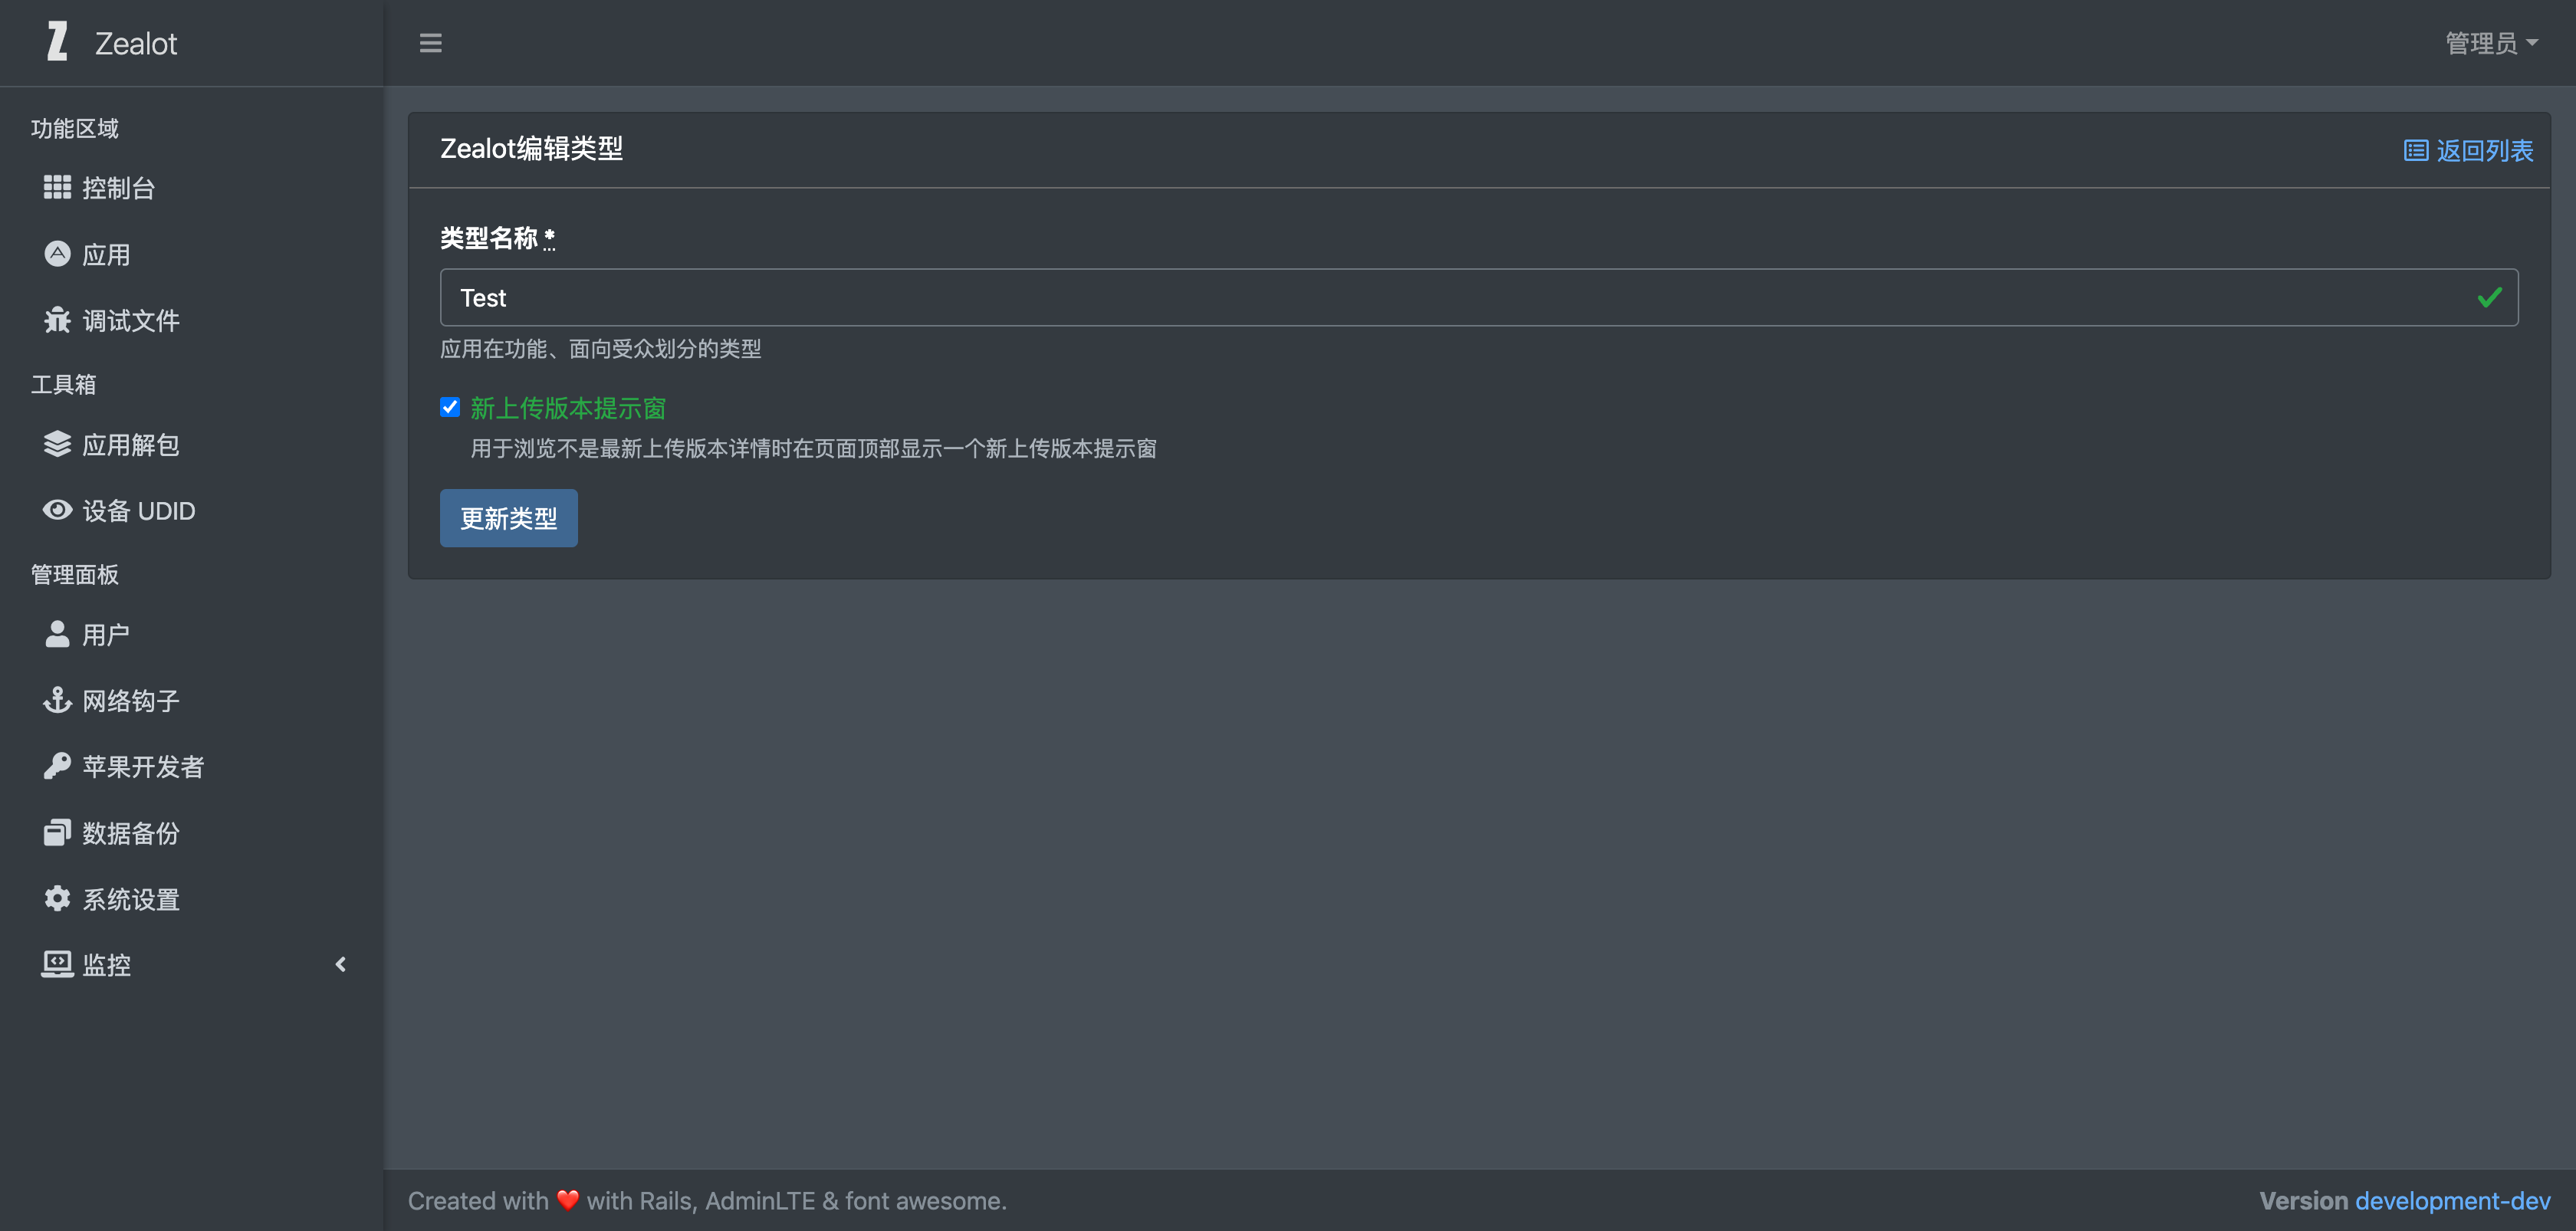 Zealot
管理员
功能区域
控制台
应用
调试文件
工具箱
应用解包
设备 UDID
管理面板
用户
网络钩子
苹果开发者
数据备份
系统设置
监控
Zealot编辑类型
返回列表
类型名称 *
Test
应用在功能、面向受众划分的类型
新上传版本提示窗
用于浏览不是最新上传版本详情时在页面顶部显示一个新上传版本提示窗
更新类型
Created with ❤️ with Rails, AdminLTE & font awesome.
Version development-dev